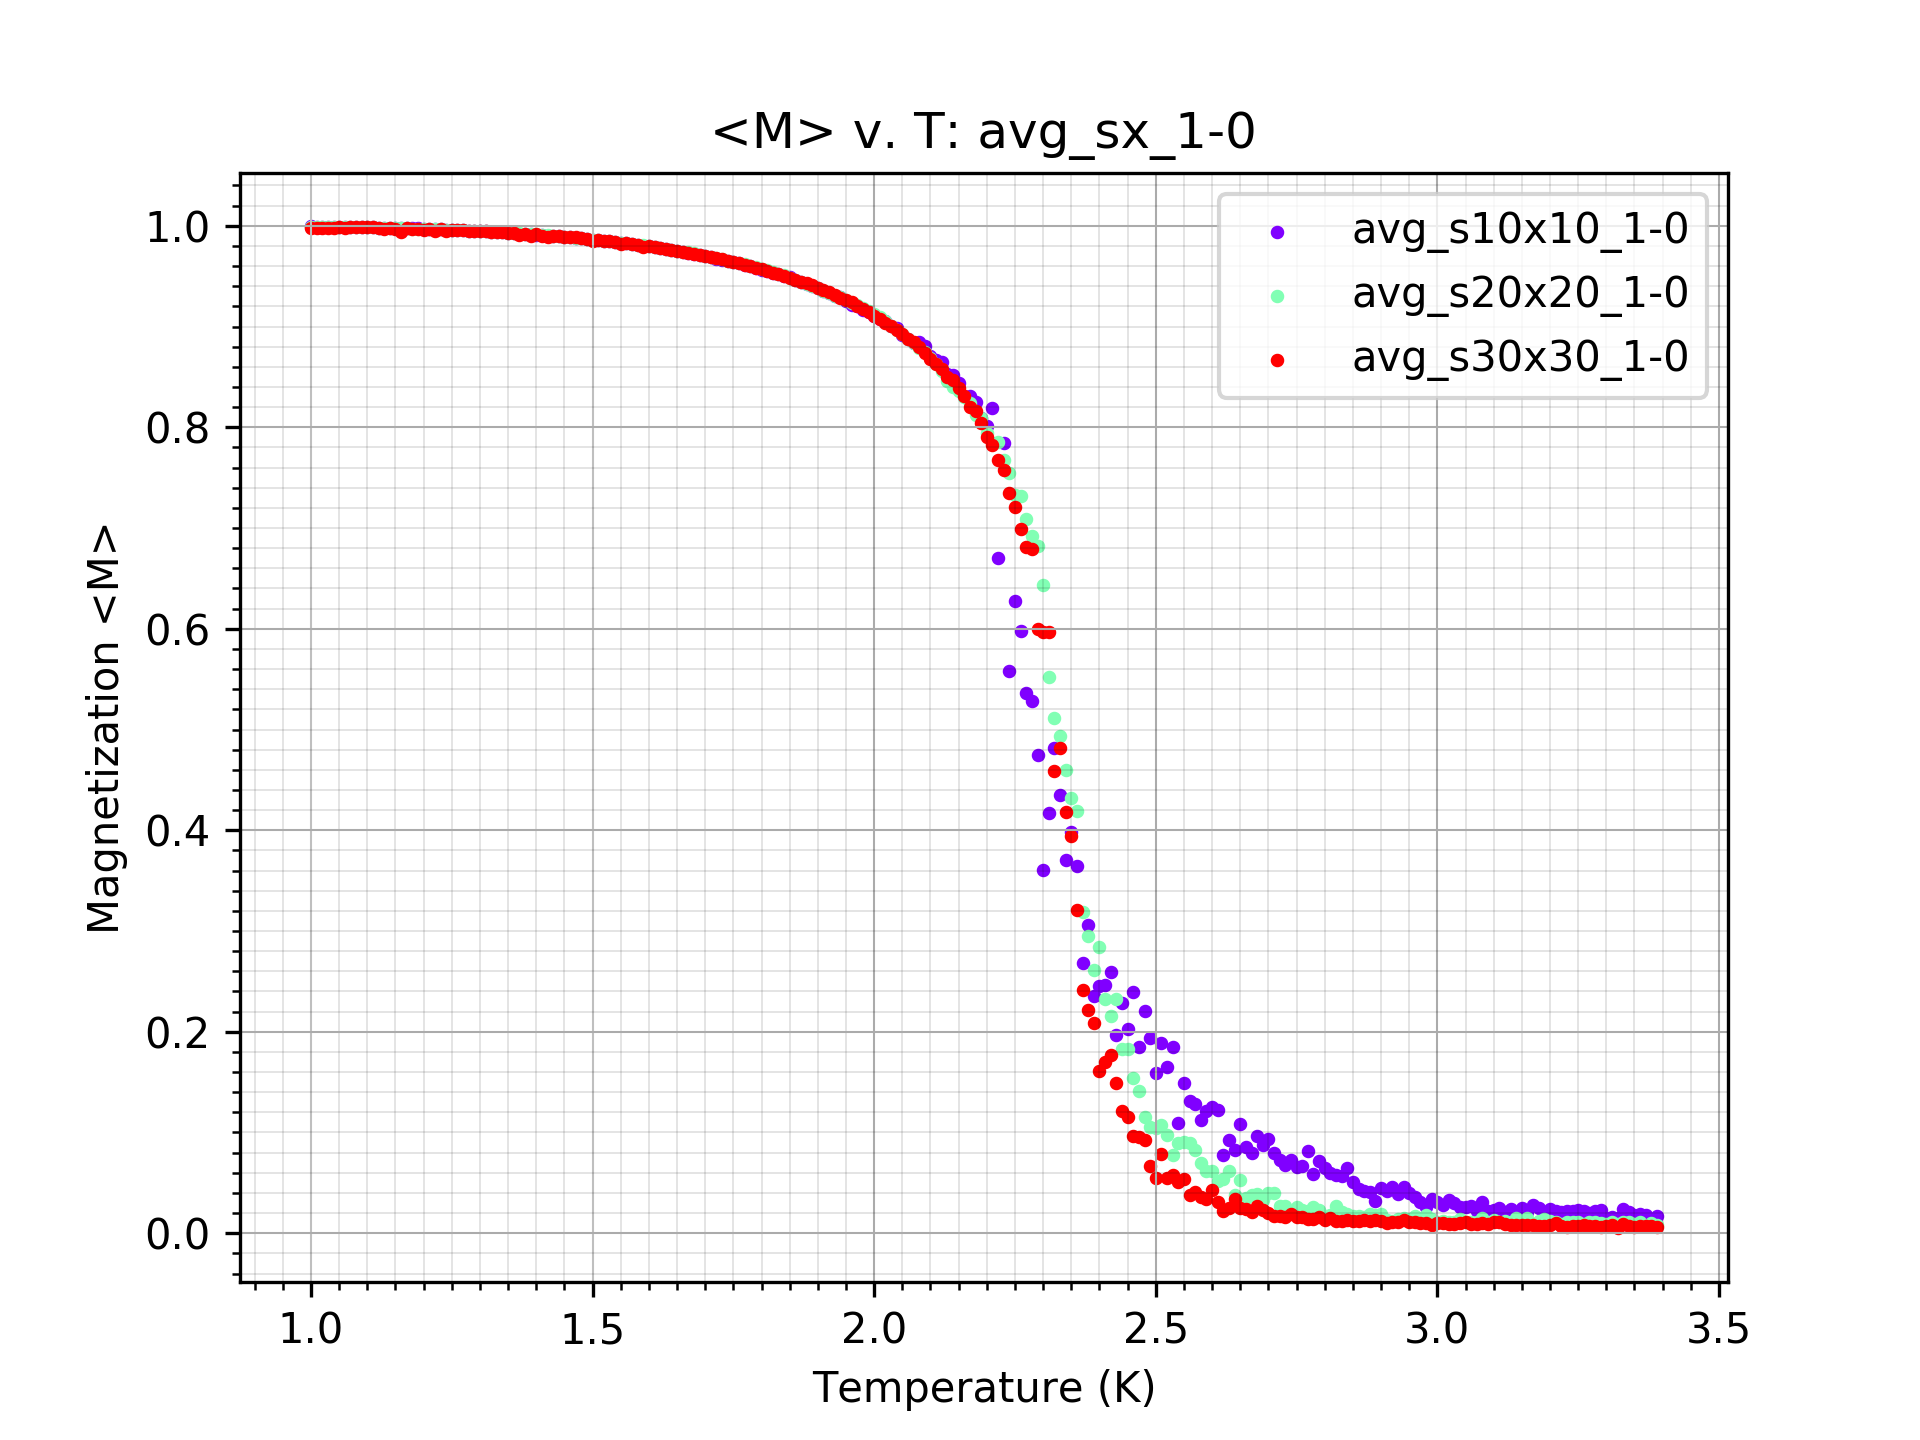 <M> v. T: avg_sx_1-0
avg_s10x10_1-0
avg_s20x20_1-0
avg_s30x30_1-0
Magnetization <M>
1.0
0.8
0.6
0.4
0.2
0.0
1.0 1.5 2.0 2.5 3.0 3.5
Temperature (K)